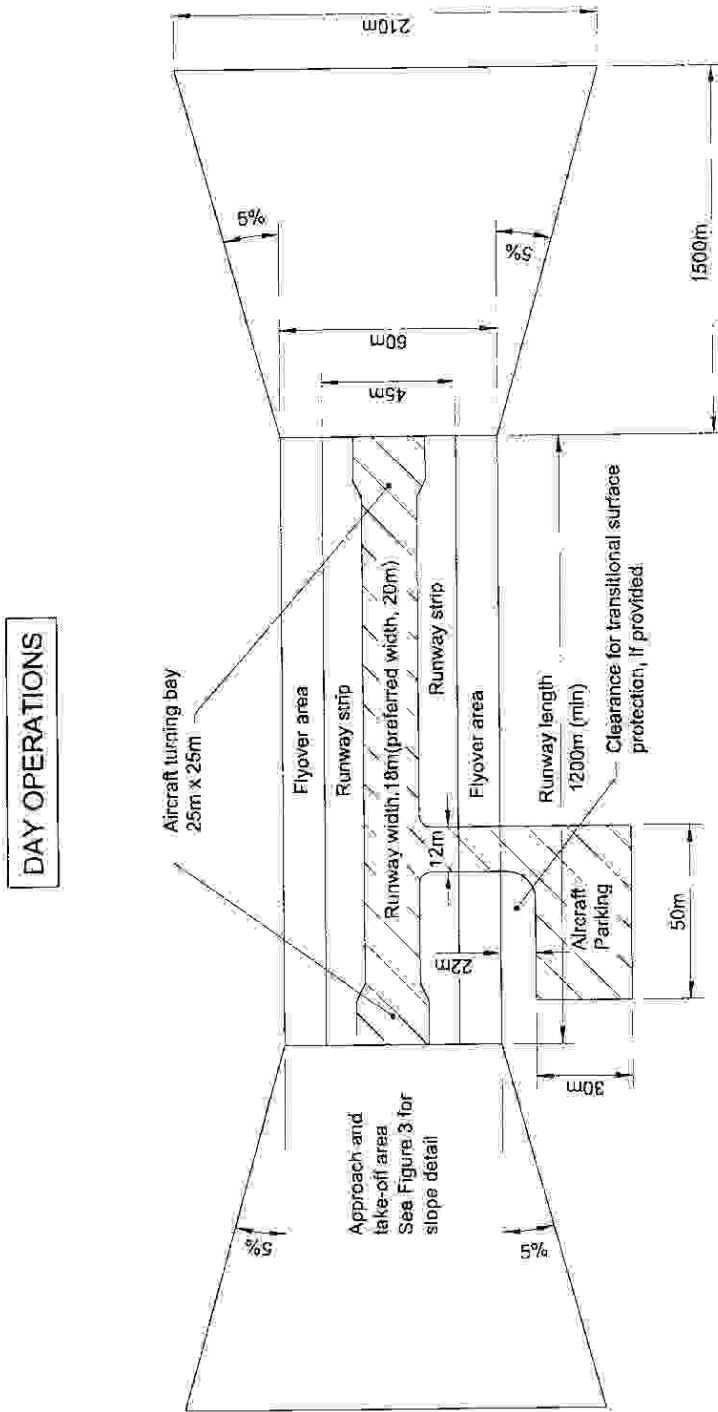 DAY OPERATIONS
210m
5%
5%
1500m
60m
45m
Aircraft turning bay
25m x 25m
Flyover area
Runway strip
Runway width, 18m (preferred width, 20m)
Runway strip
Flyover area
Runway length
1200m (min)
Clearance for transitional surface
protection, if provided
12m
22m
Aircraft
Parking
50m
30m
Approach and
take-off area
See Figure 3 for
slope detail
5%
5%